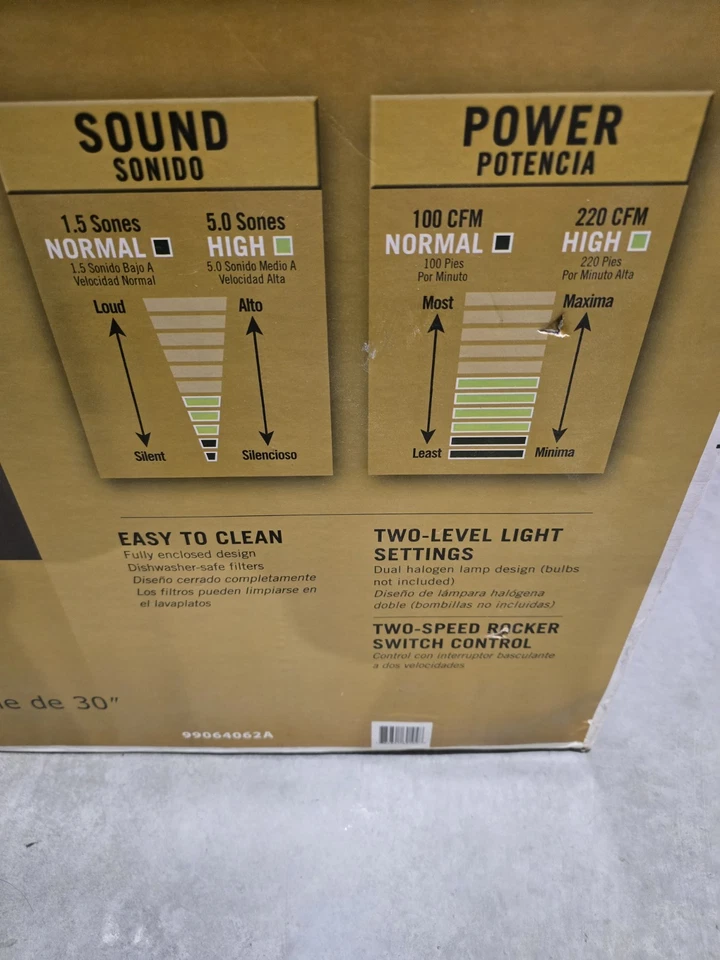 SOUND
SONIDO
1.5 Sones
NORMAL
1.5 Sonido Bajo A
Velocidad Normal
5.0 Sones
HIGH
5.0 Sonido Medio A
Velocidad Alta
Loud
Alto
Silent
Silencioso
POWER
POTENCIA
100 CFM
NORMAL
100 Pies
Por Minuto
220 CFM
HIGH
220 Pies
Por Minuto Alta
Most
Maxima
Least
Minima
EASY TO CLEAN
Fully enclosed design
Dishwasher-safe filters
Diseño cerrado completamente
Los filtros pueden limpiarse en
el lavaplatos
TWO-LEVEL LIGHT
SETTINGS
Dual halogen lamp design (bulbs
not included)
Diseño de lámpara halógena
doble (bombillas no incluidas)
TWO-SPEED ROCKER
SWITCH CONTROL
Control con interruptor basculante
a dos velocidades
de 30"
99064062A